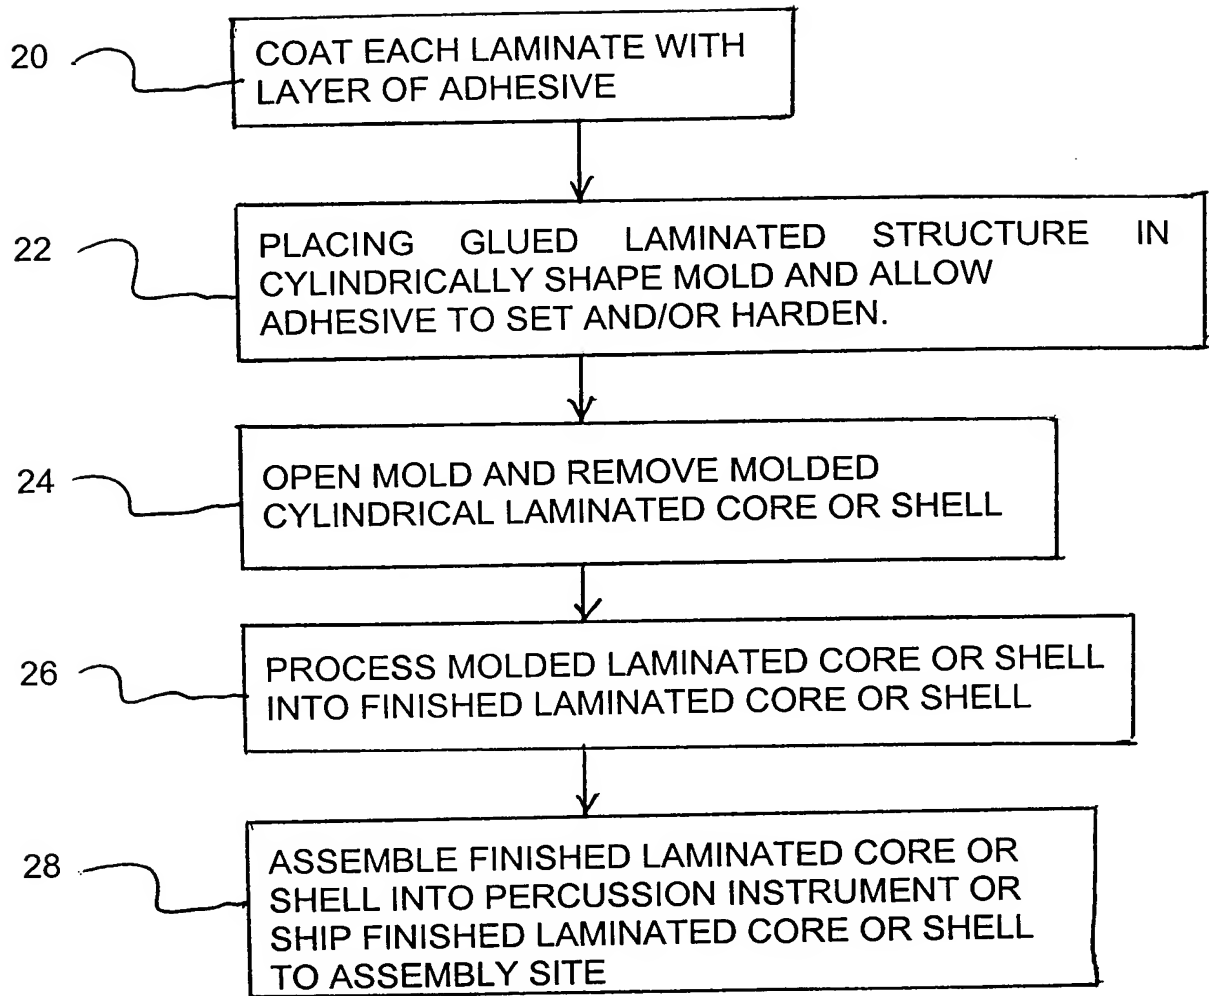 20
COAT EACH LAMINATE WITH
LAYER OF ADHESIVE
22
PLACING GLUED LAMINATED STRUCTURE IN
CYLINDRICALLY SHAPE MOLD AND ALLOW
ADHESIVE TO SET AND/OR HARDEN.
24
OPEN MOLD AND REMOVE MOLDED
CYLINDRICAL LAMINATED CORE OR SHELL
26
PROCESS MOLDED LAMINATED CORE OR SHELL
INTO FINISHED LAMINATED CORE OR SHELL
28
ASSEMBLE FINISHED LAMINATED CORE OR
SHELL INTO PERCUSSION INSTRUMENT OR
SHIP FINISHED LAMINATED CORE OR SHELL
TO ASSEMBLY SITE